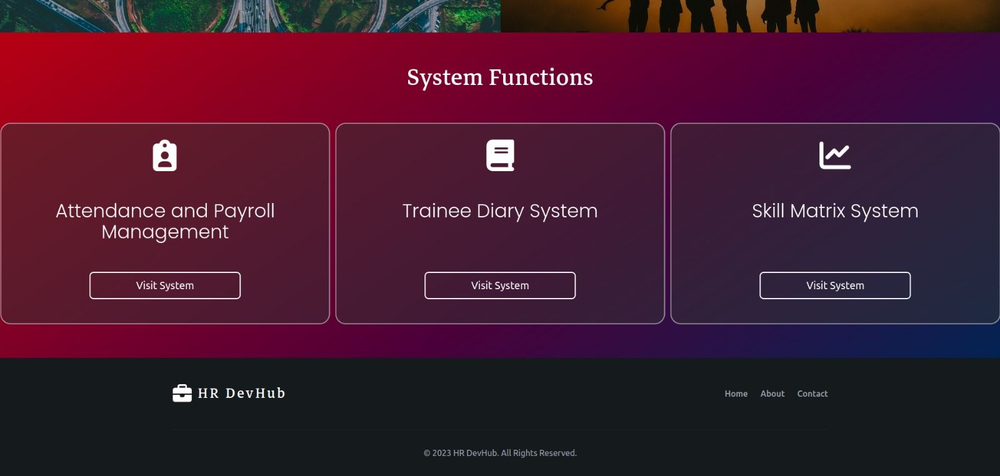 System Functions
Attendance and Payroll
Management
Trainee Diary System
Skill Matrix System
Visit System
Visit System
Visit System
HR DevHub
Home
About
Contact
© 2023 HR DevHub. All Rights Reserved.